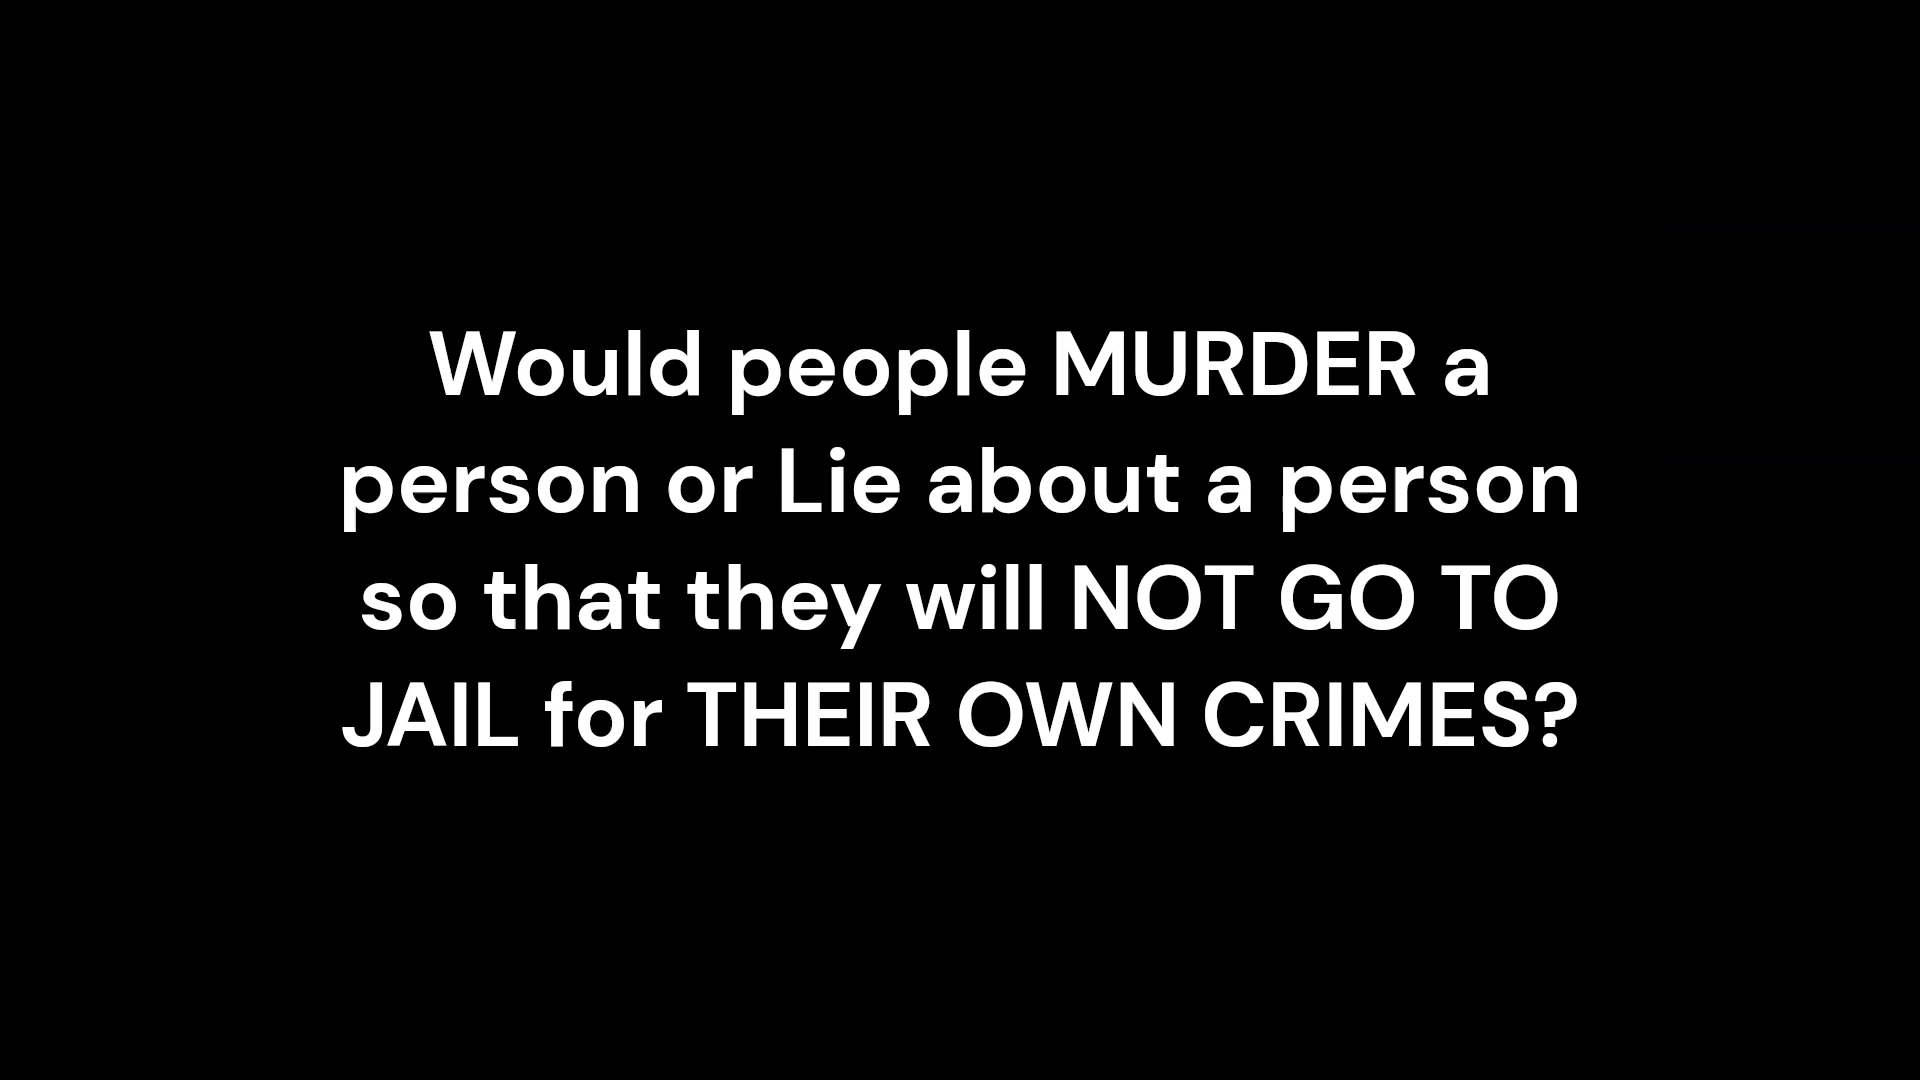 Would people MURDER a
person or Lie about a person
so that they will NOT GO TO
JAIL for THEIR OWN CRIMES?